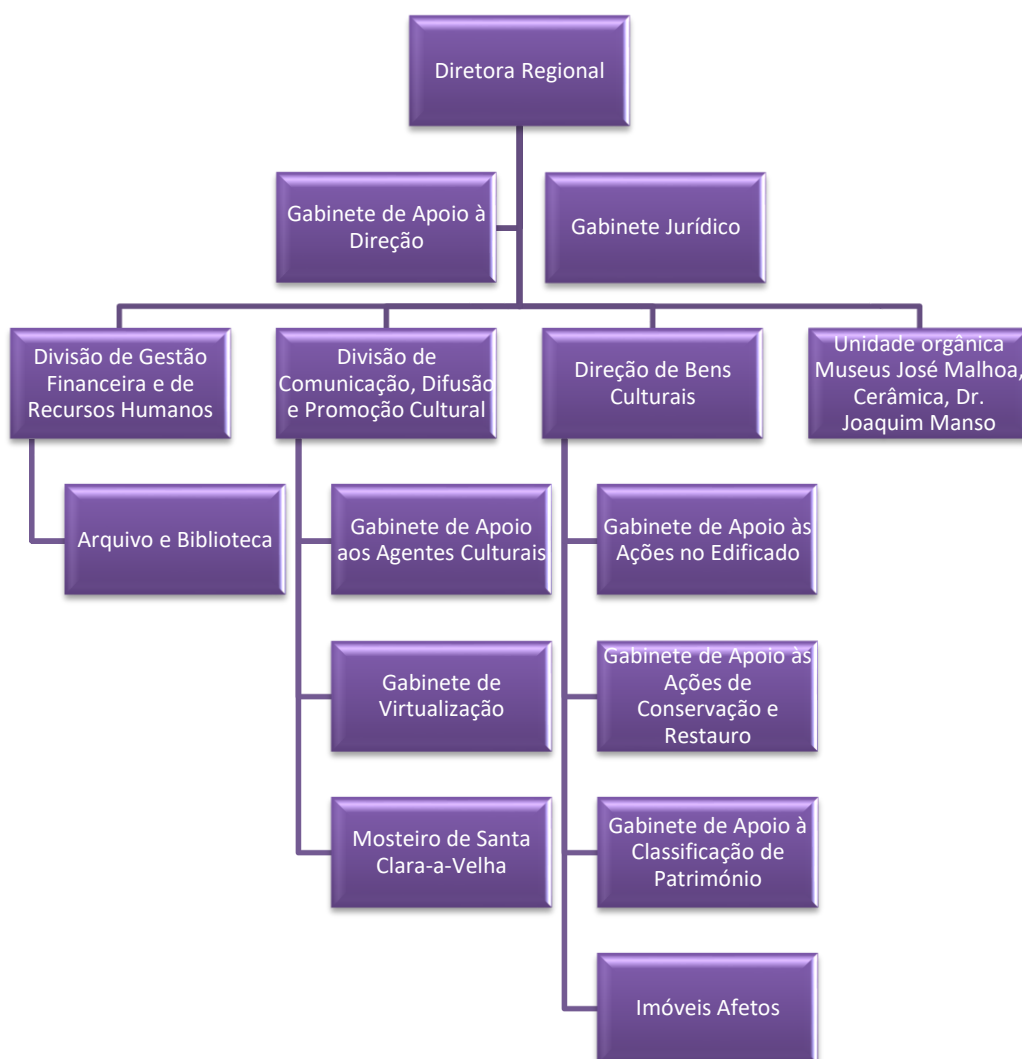 Diretora Regional
Gabinete de Apoio à
Direção
Gabinete Jurídico
Divisão de Gestão
Financeira e de
Recursos Humanos
Divisão de
Comunicação, Difusão
e Promoção Cultural
Direção de Bens
Culturais
Unidade orgânica
Museus José Malhoa,
Cerâmica, Dr.
Joaquim Manso
Arquivo e Biblioteca
Gabinete de Apoio
aos Agentes Culturais
Gabinete de Apoio às
Ações no Edificado
Gabinete de
Virtualização
Gabinete de Apoio às
Ações de
Conservação e
Restauro
Mosteiro de Santa
Clara-a-Velha
Gabinete de Apoio à
Classificação de
Património
Imóveis Afetos